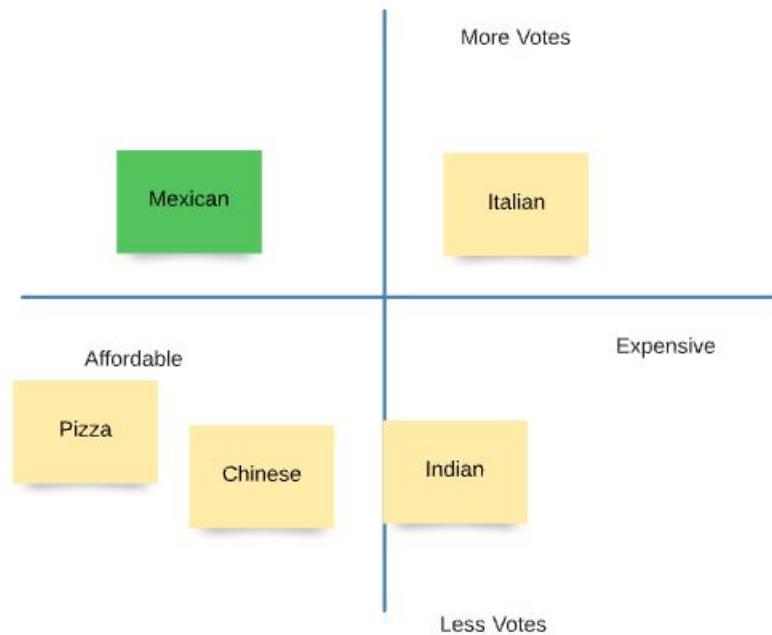 More Votes
Mexican
Italian
Affordable
Expensive
Pizza
Chinese
Indian
Less Votes